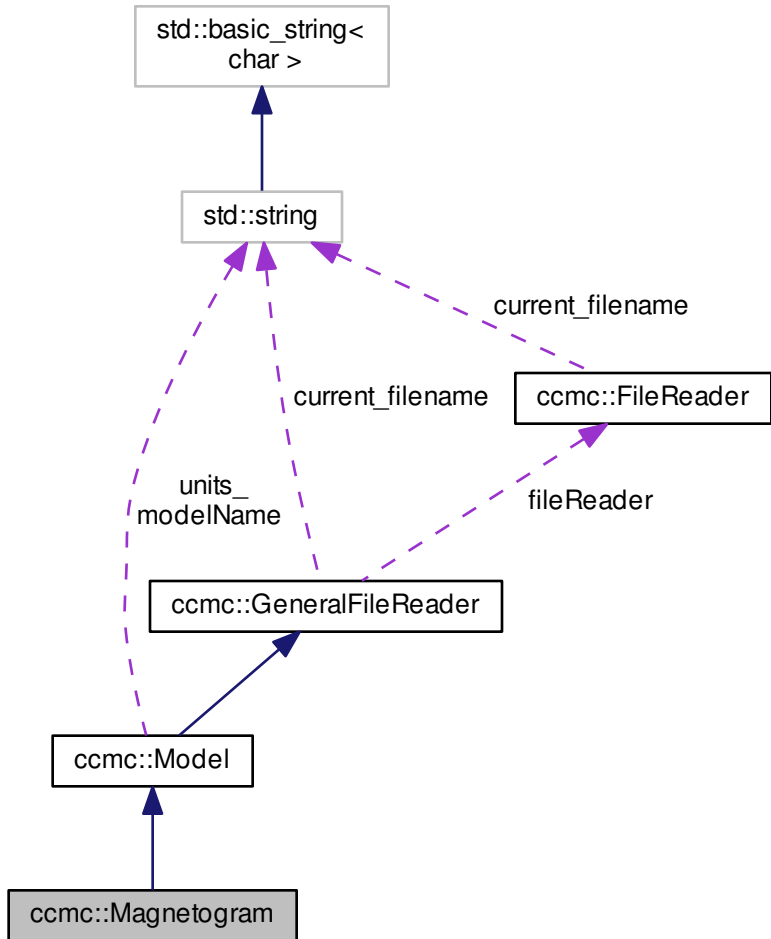 std::basic_string<
char >
std::string
current_filename
current_filename
ccmc::FileReader
units_
modelName
fileReader
ccmc::GeneralFileReader
ccmc::Model
ccmc::Magnetogram